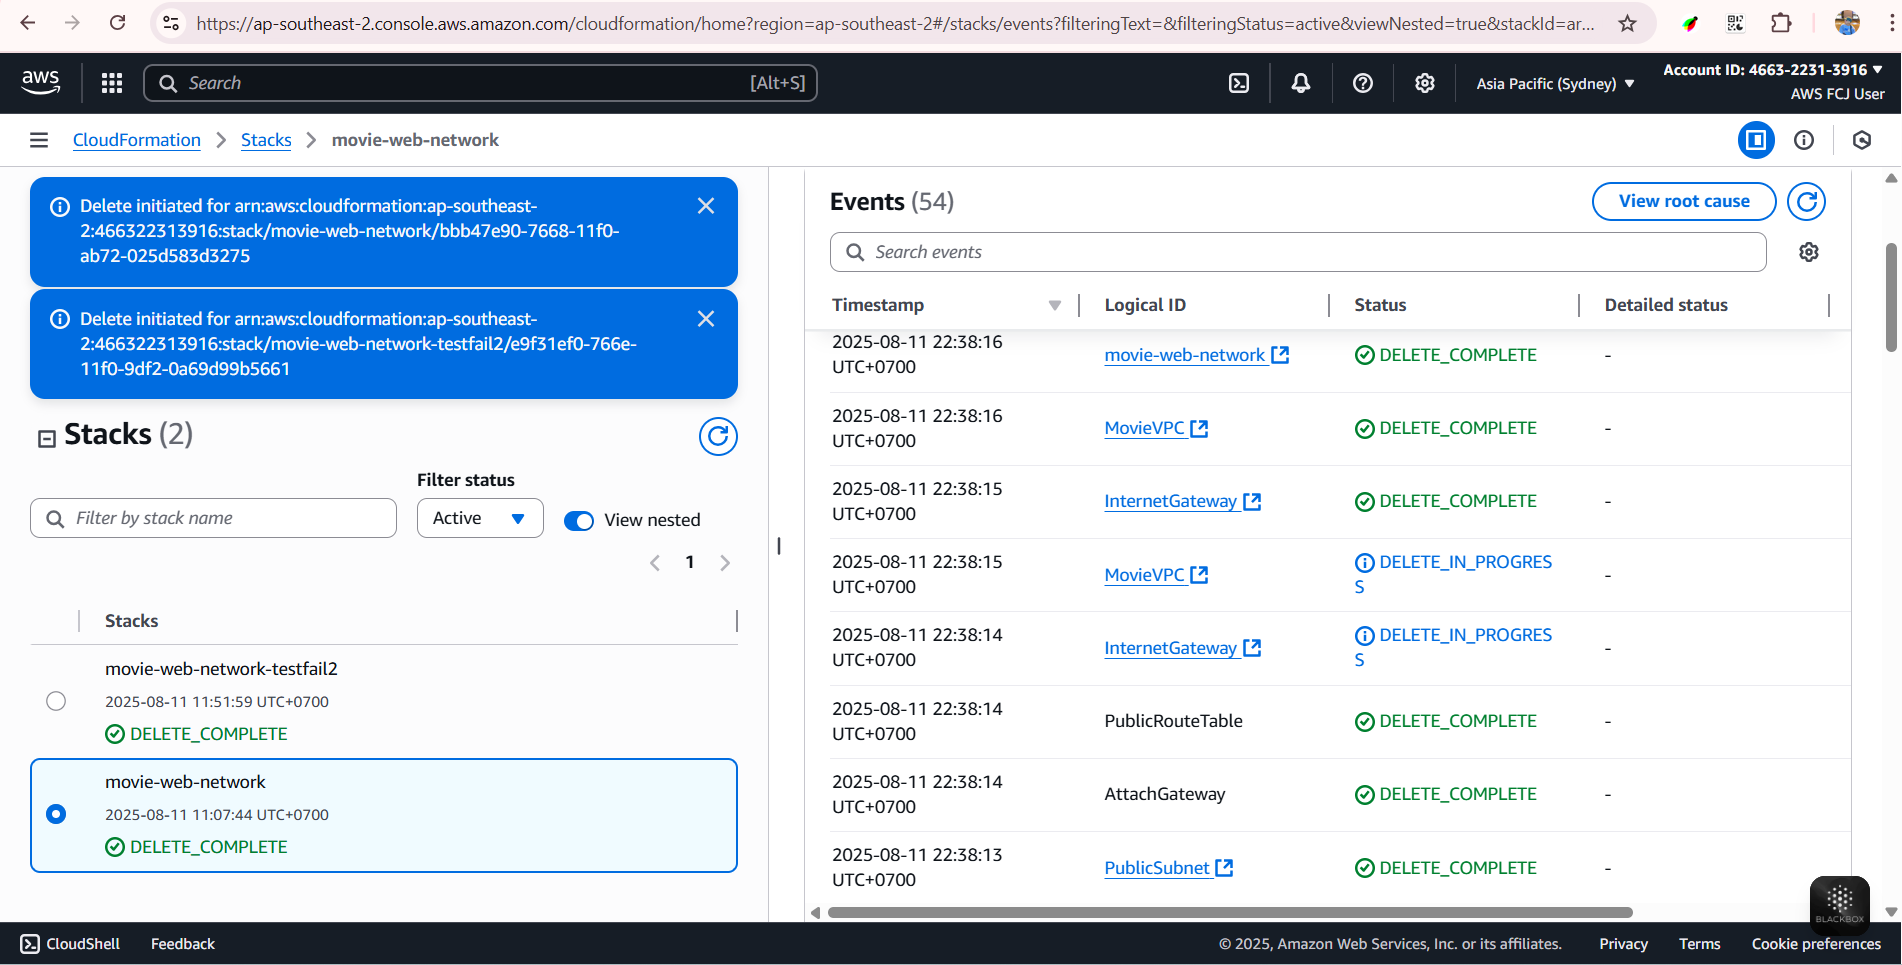 https://ap-southeast-2.console.aws.amazon.com/cloudformation/home?region=ap-southeast-2#/stacks/events?filteringText=&filteringStatus=active&viewNested=true&stackId=ar...
aws
Search
[Alt+S]
Asia Pacific (Sydney)
Account ID: 4663-2231-3916
AWS FCJ User
CloudFormation
Stacks
movie-web-network
Delete initiated for arn:aws:cloudformation:ap-southeast-
2:466322313916:stack/movie-web-network/bbb47e90-7668-11f0-
ab72-025d583d3275
Delete initiated for arn:aws:cloudformation:ap-southeast-
2:466322313916:stack/movie-web-network-testfail2/e9f31ef0-766e-
11f0-9df2-0a69d99b5661
Stacks (2)
Filter status
Filter by stack name
Active
View nested
1
Stacks
movie-web-network-testfail2
2025-08-11 11:51:59 UTC+0700
DELETE_COMPLETE
movie-web-network
2025-08-11 11:07:44 UTC+0700
DELETE_COMPLETE
Events (54)
View root cause
Search events
Timestamp
Logical ID
Status
Detailed status
2025-08-11 22:38:16
UTC+0700
movie-web-network
DELETE_COMPLETE
-
2025-08-11 22:38:16
UTC+0700
MovieVPC
DELETE_COMPLETE
-
2025-08-11 22:38:15
UTC+0700
InternetGateway
DELETE_COMPLETE
-
2025-08-11 22:38:15
UTC+0700
MovieVPC
DELETE_IN_PROGRES
S
-
2025-08-11 22:38:14
UTC+0700
InternetGateway
DELETE_IN_PROGRES
S
-
2025-08-11 22:38:14
UTC+0700
PublicRouteTable
DELETE_COMPLETE
-
2025-08-11 22:38:14
UTC+0700
AttachGateway
DELETE_COMPLETE
-
2025-08-11 22:38:13
UTC+0700
PublicSubnet
DELETE_COMPLETE
-
BLACKBOX
CloudShell
Feedback
© 2025, Amazon Web Services, Inc. or its affiliates.
Privacy
Terms
Cookie preferences